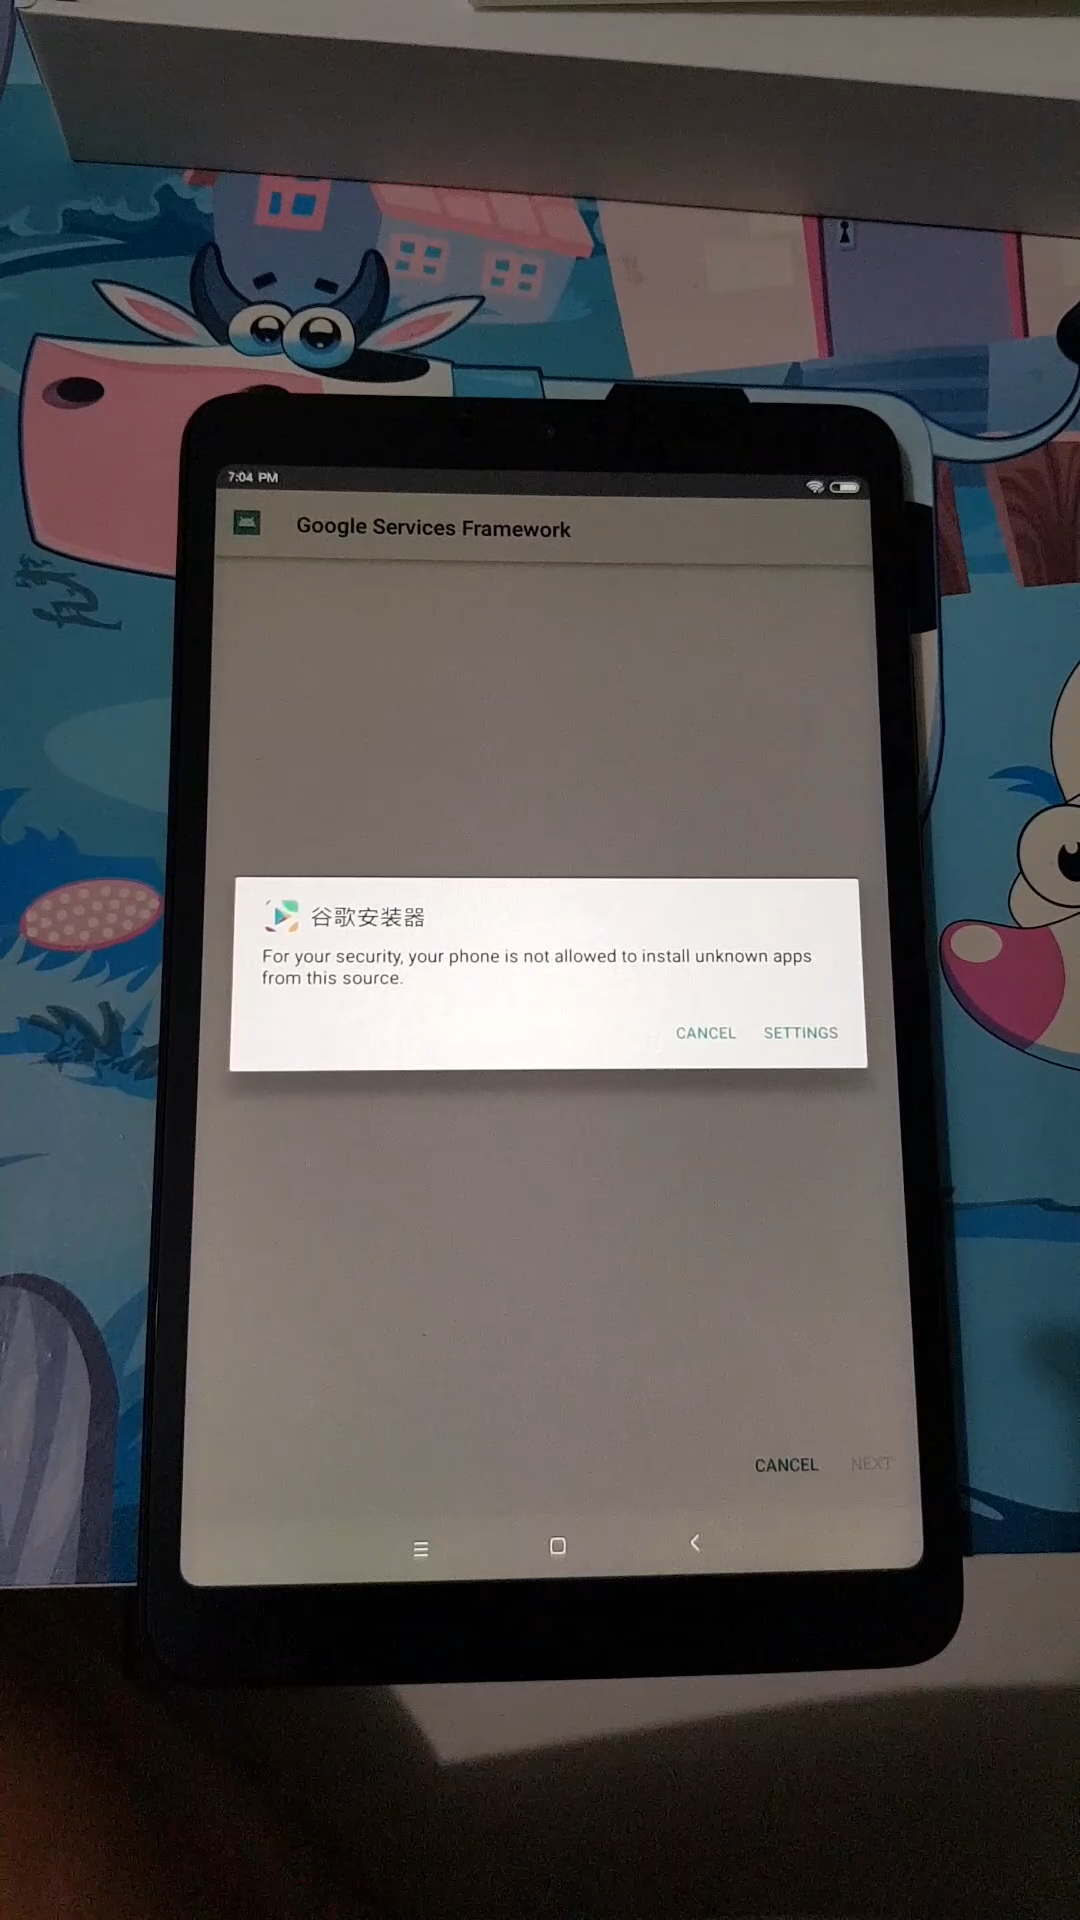 7:04 PM
Google Services Framework
谷歌安装器
For your security, your phone is not allowed to install unknown apps
from this source.
CANCEL SETTINGS
CANCEL NEXT